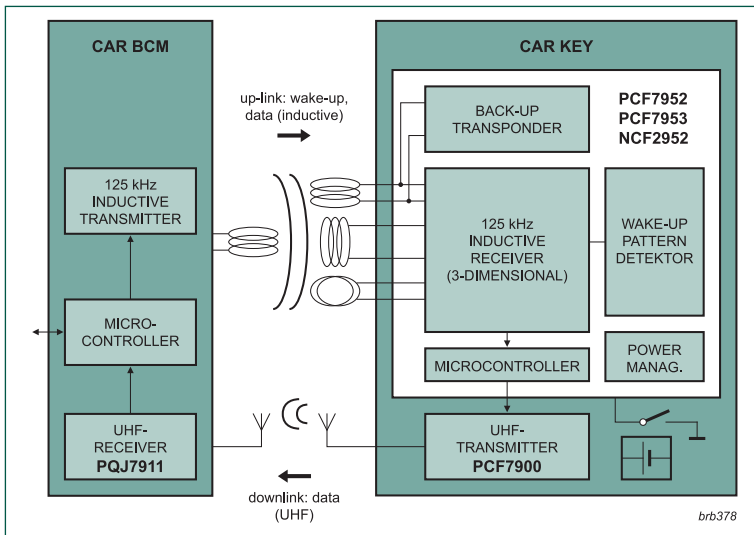 CAR BCM
125 kHz
INDUCTIVE
TRANSMITTER
MICRO-
CONTROLLER
UHF-
RECEIVER
PQJ7911
up-link: wake-up,
data (inductive)
downlink: data
(UHF)
CAR KEY
BACK-UP
TRANSPONDER
PCF7952
PCF7953
NCF2952
125 kHz
INDUCTIVE
RECEIVER
(3-DIMENSIONAL)
WAKE-UP
PATTERN
DETEKTOR
MICROCONTROLLER
POWER
MANAG.
UHF-
TRANSMITTER
PCF7900
brb378